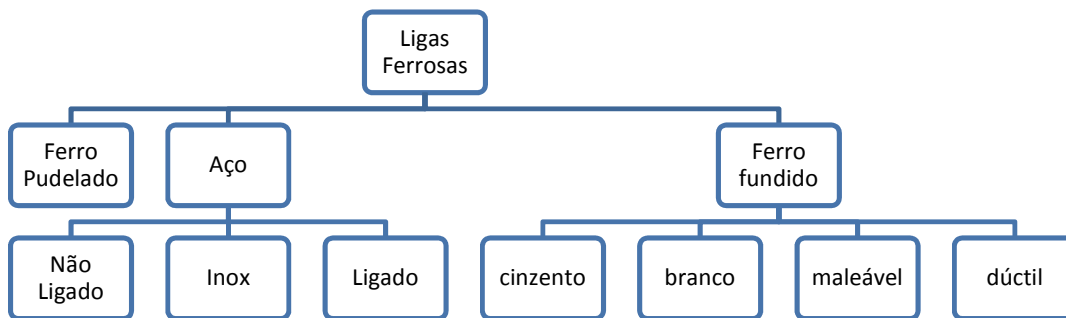 Ligas
Ferrosas
Ferro
Pudelado
Aço
Ferro
fundido
Não
Ligado
Inox
Ligado
cinzento
branco
maleável
dúctil